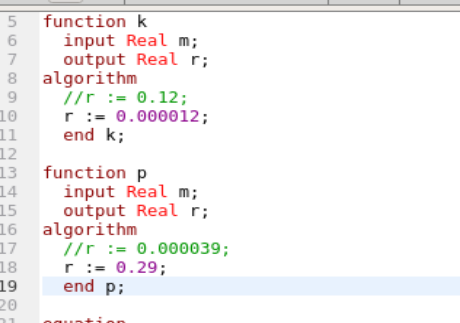 5 function k
6 input Real m;
7 output Real r;
8 algorithm
9 //r := 0.12;
10 r := 0.000012;
11 end k;
12
13 function p
14 input Real m;
15 output Real r;
16 algorithm
17 //r := 0.000039;
18 r := 0.29;
19 end p;
20